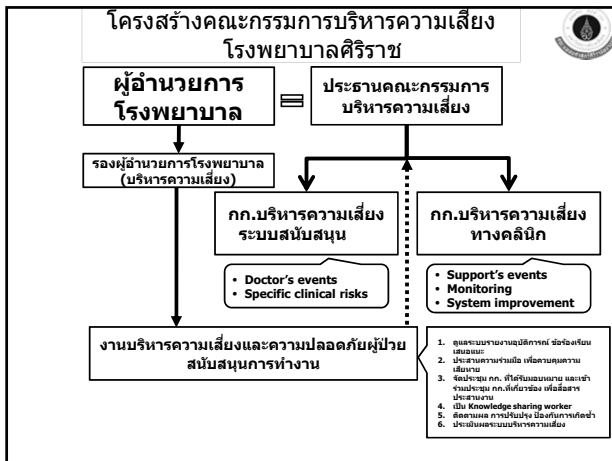 โครงสร้างคณะกรรมการบริหารความเสี่ยง
โรงพยาบาลศิริราช
ผู้อำนวยการ
โรงพยาบาล
=
ประธานคณะกรรมการ
บริหารความเสี่ยง
รองผู้อำนวยการโรงพยาบาล
(บริหารความเสี่ยง)
กก.บริหารความเสี่ยง
ระบบสนับสนุน
กก.บริหารความเสี่ยง
ทางคลินิก
• Doctor's events
• Specific clinical risks
• Support's events
• Monitoring
• System improvement
งานบริหารความเสี่ยงและความปลอดภัยผู้ป่วย
สนับสนุนการทำงาน
1. ดูแลระบบรายงานอุบัติการณ์ ข้อร้องเรียน
เสนอแนะ
2. ประสานความร่วมมือ เพื่อควบคุมความ
เสียหาย
3. จัดประชุม กก. ที่ได้รับมอบหมาย และเข้า
ร่วมประชุม กก.ที่เกี่ยวข้อง เพื่อสื่อสาร
ประสานงาน
4. เป็น Knowledge sharing worker
5. ติดตามผล การปรับปรุง ป้องกันการเกิดซ้ำ
6. ประเมินผลระบบบริหารความเสี่ยง